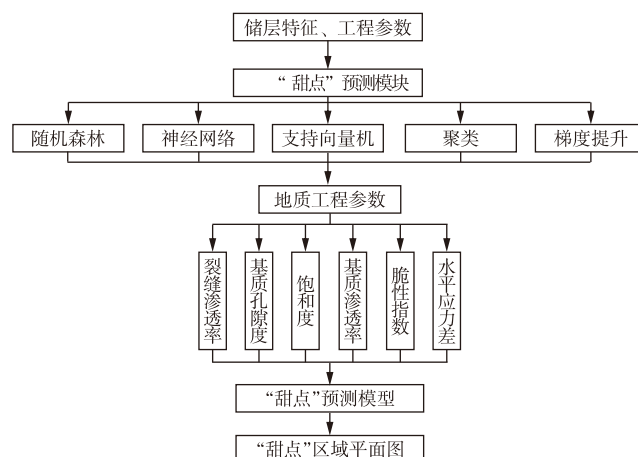 储层特征、工程参数
“甜点”预测模块
随机森林
神经网络
支持向量机
聚类
梯度提升
地质工程参数
裂缝渗透率
基质孔隙度
饱和度
基质渗透率
脆性指数
水平应力差
“甜点”预测模型
“甜点”区域平面图